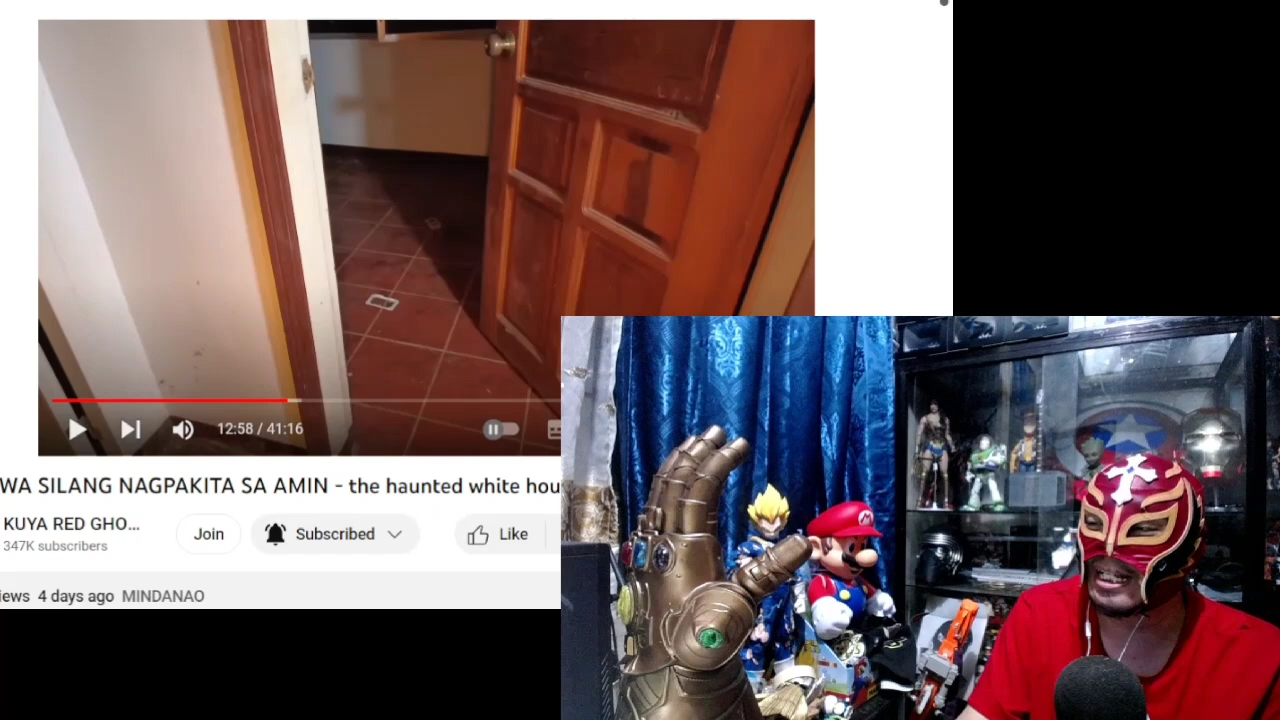 12:58 / 41:16
WA SILANG NAGPAKITA SA AMIN - the haunted white hou
KUYA RED GHO...
347K subscribers
Join
Subscribed
Like
iews 4 days ago MINDANAO
M